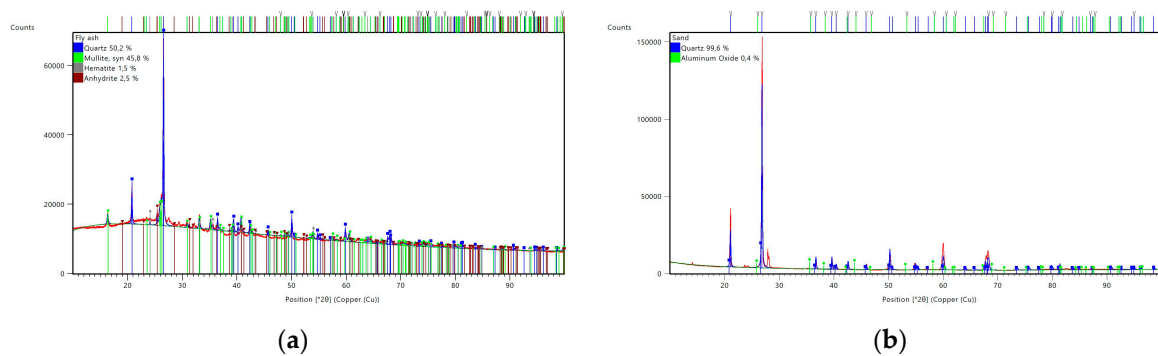 Counts
Fly ash
Quartz 50,2 %
Mullite, syn 45,8 %
Hematite 1,5 %
Anhydrite 2,5 %
60000
40000
20000
0
20 30 40 50 60 70 80 90
Position [°2θ] (Copper (Cu))
(a)
Counts
Sand
Quartz 99,6 %
Aluminum Oxide 0,4 %
150000
100000
50000
0
20 30 40 50 60 70 80 90
Position [°2θ] (Copper (Cu))
(b)